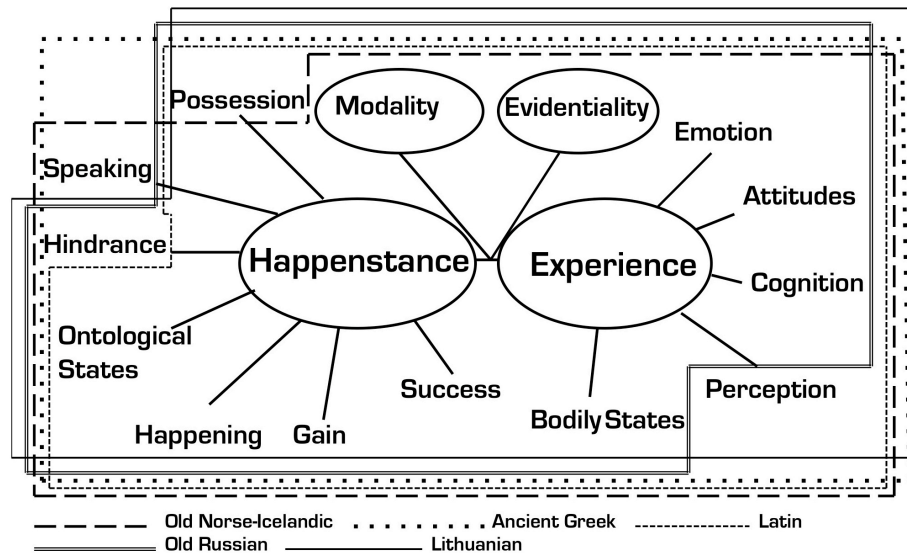 Possession
Modality
Evidentiality
Emotion
Speaking
Attitudes
Hindrance
Happenstance
Experience
Cognition
Ontological
States
Success
Perception
Happening
Gain
Bodily States
Old Norse-Icelandic
Ancient Greek
Latin
Old Russian
Lithuanian